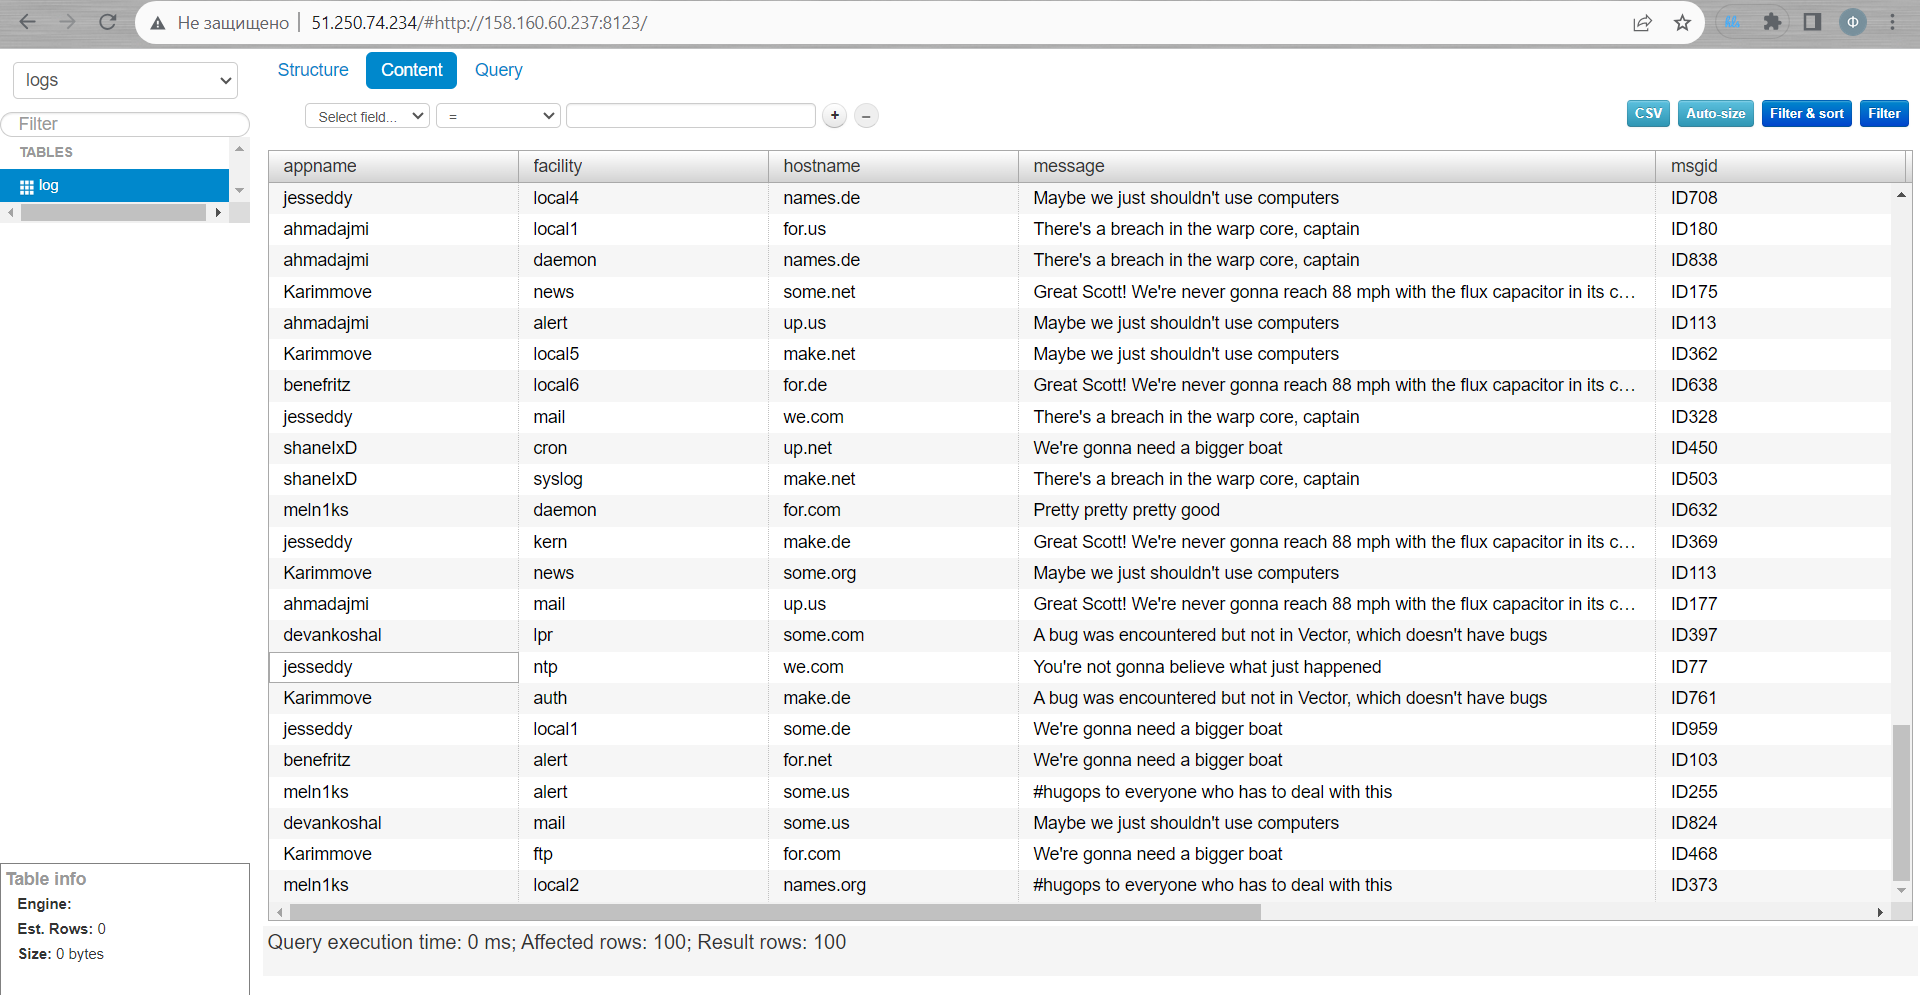 Не защищено 51.250.74.234/#http://158.160.60.237:8123/
Ф
logs
Structure Content Query
Filter
Select field... = + – CSV Auto-size Filter & sort Filter
TABLES
log
appname facility hostname message msgid
jesseddy local4 names.de Maybe we just shouldn't use computers ID708
ahmadajmi local1 for.us There's a breach in the warp core, captain ID180
ahmadajmi daemon names.de There's a breach in the warp core, captain ID838
Karimmove news some.net Great Scott! We're never gonna reach 88 mph with the flux capacitor in its c… ID175
ahmadajmi alert up.us Maybe we just shouldn't use computers ID113
Karimmove local5 make.net Maybe we just shouldn't use computers ID362
benefritz local6 for.de Great Scott! We're never gonna reach 88 mph with the flux capacitor in its c… ID638
jesseddy mail we.com There's a breach in the warp core, captain ID328
shaneIxD cron up.net We're gonna need a bigger boat ID450
shaneIxD syslog make.net There's a breach in the warp core, captain ID503
meln1ks daemon for.com Pretty pretty pretty good ID632
jesseddy kern make.de Great Scott! We're never gonna reach 88 mph with the flux capacitor in its c… ID369
Karimmove news some.org Maybe we just shouldn't use computers ID113
ahmadajmi mail up.us Great Scott! We're never gonna reach 88 mph with the flux capacitor in its c… ID177
devankoshal lpr some.com A bug was encountered but not in Vector, which doesn't have bugs ID397
jesseddy ntp we.com You're not gonna believe what just happened ID77
Karimmove auth make.de A bug was encountered but not in Vector, which doesn't have bugs ID761
jesseddy local1 some.de We're gonna need a bigger boat ID959
benefritz alert for.net We're gonna need a bigger boat ID103
meln1ks alert some.us #hugops to everyone who has to deal with this ID255
devankoshal mail some.us Maybe we just shouldn't use computers ID824
Karimmove ftp for.com We're gonna need a bigger boat ID468
meln1ks local2 names.org #hugops to everyone who has to deal with this ID373
Table info
Engine:
Est. Rows: 0
Size: 0 bytes
Query execution time: 0 ms; Affected rows: 100; Result rows: 100